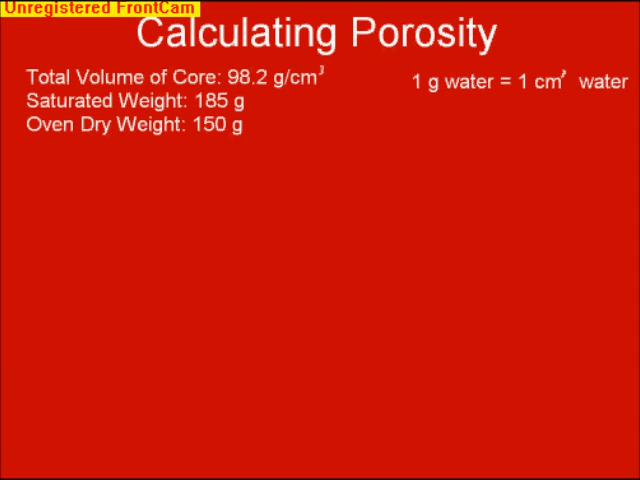 Unregistered FrontCam
Calculating Porosity
Total Volume of Core: 98.2 g/cm³
1 g water = 1 cm³ water
Saturated Weight: 185 g
Oven Dry Weight: 150 g